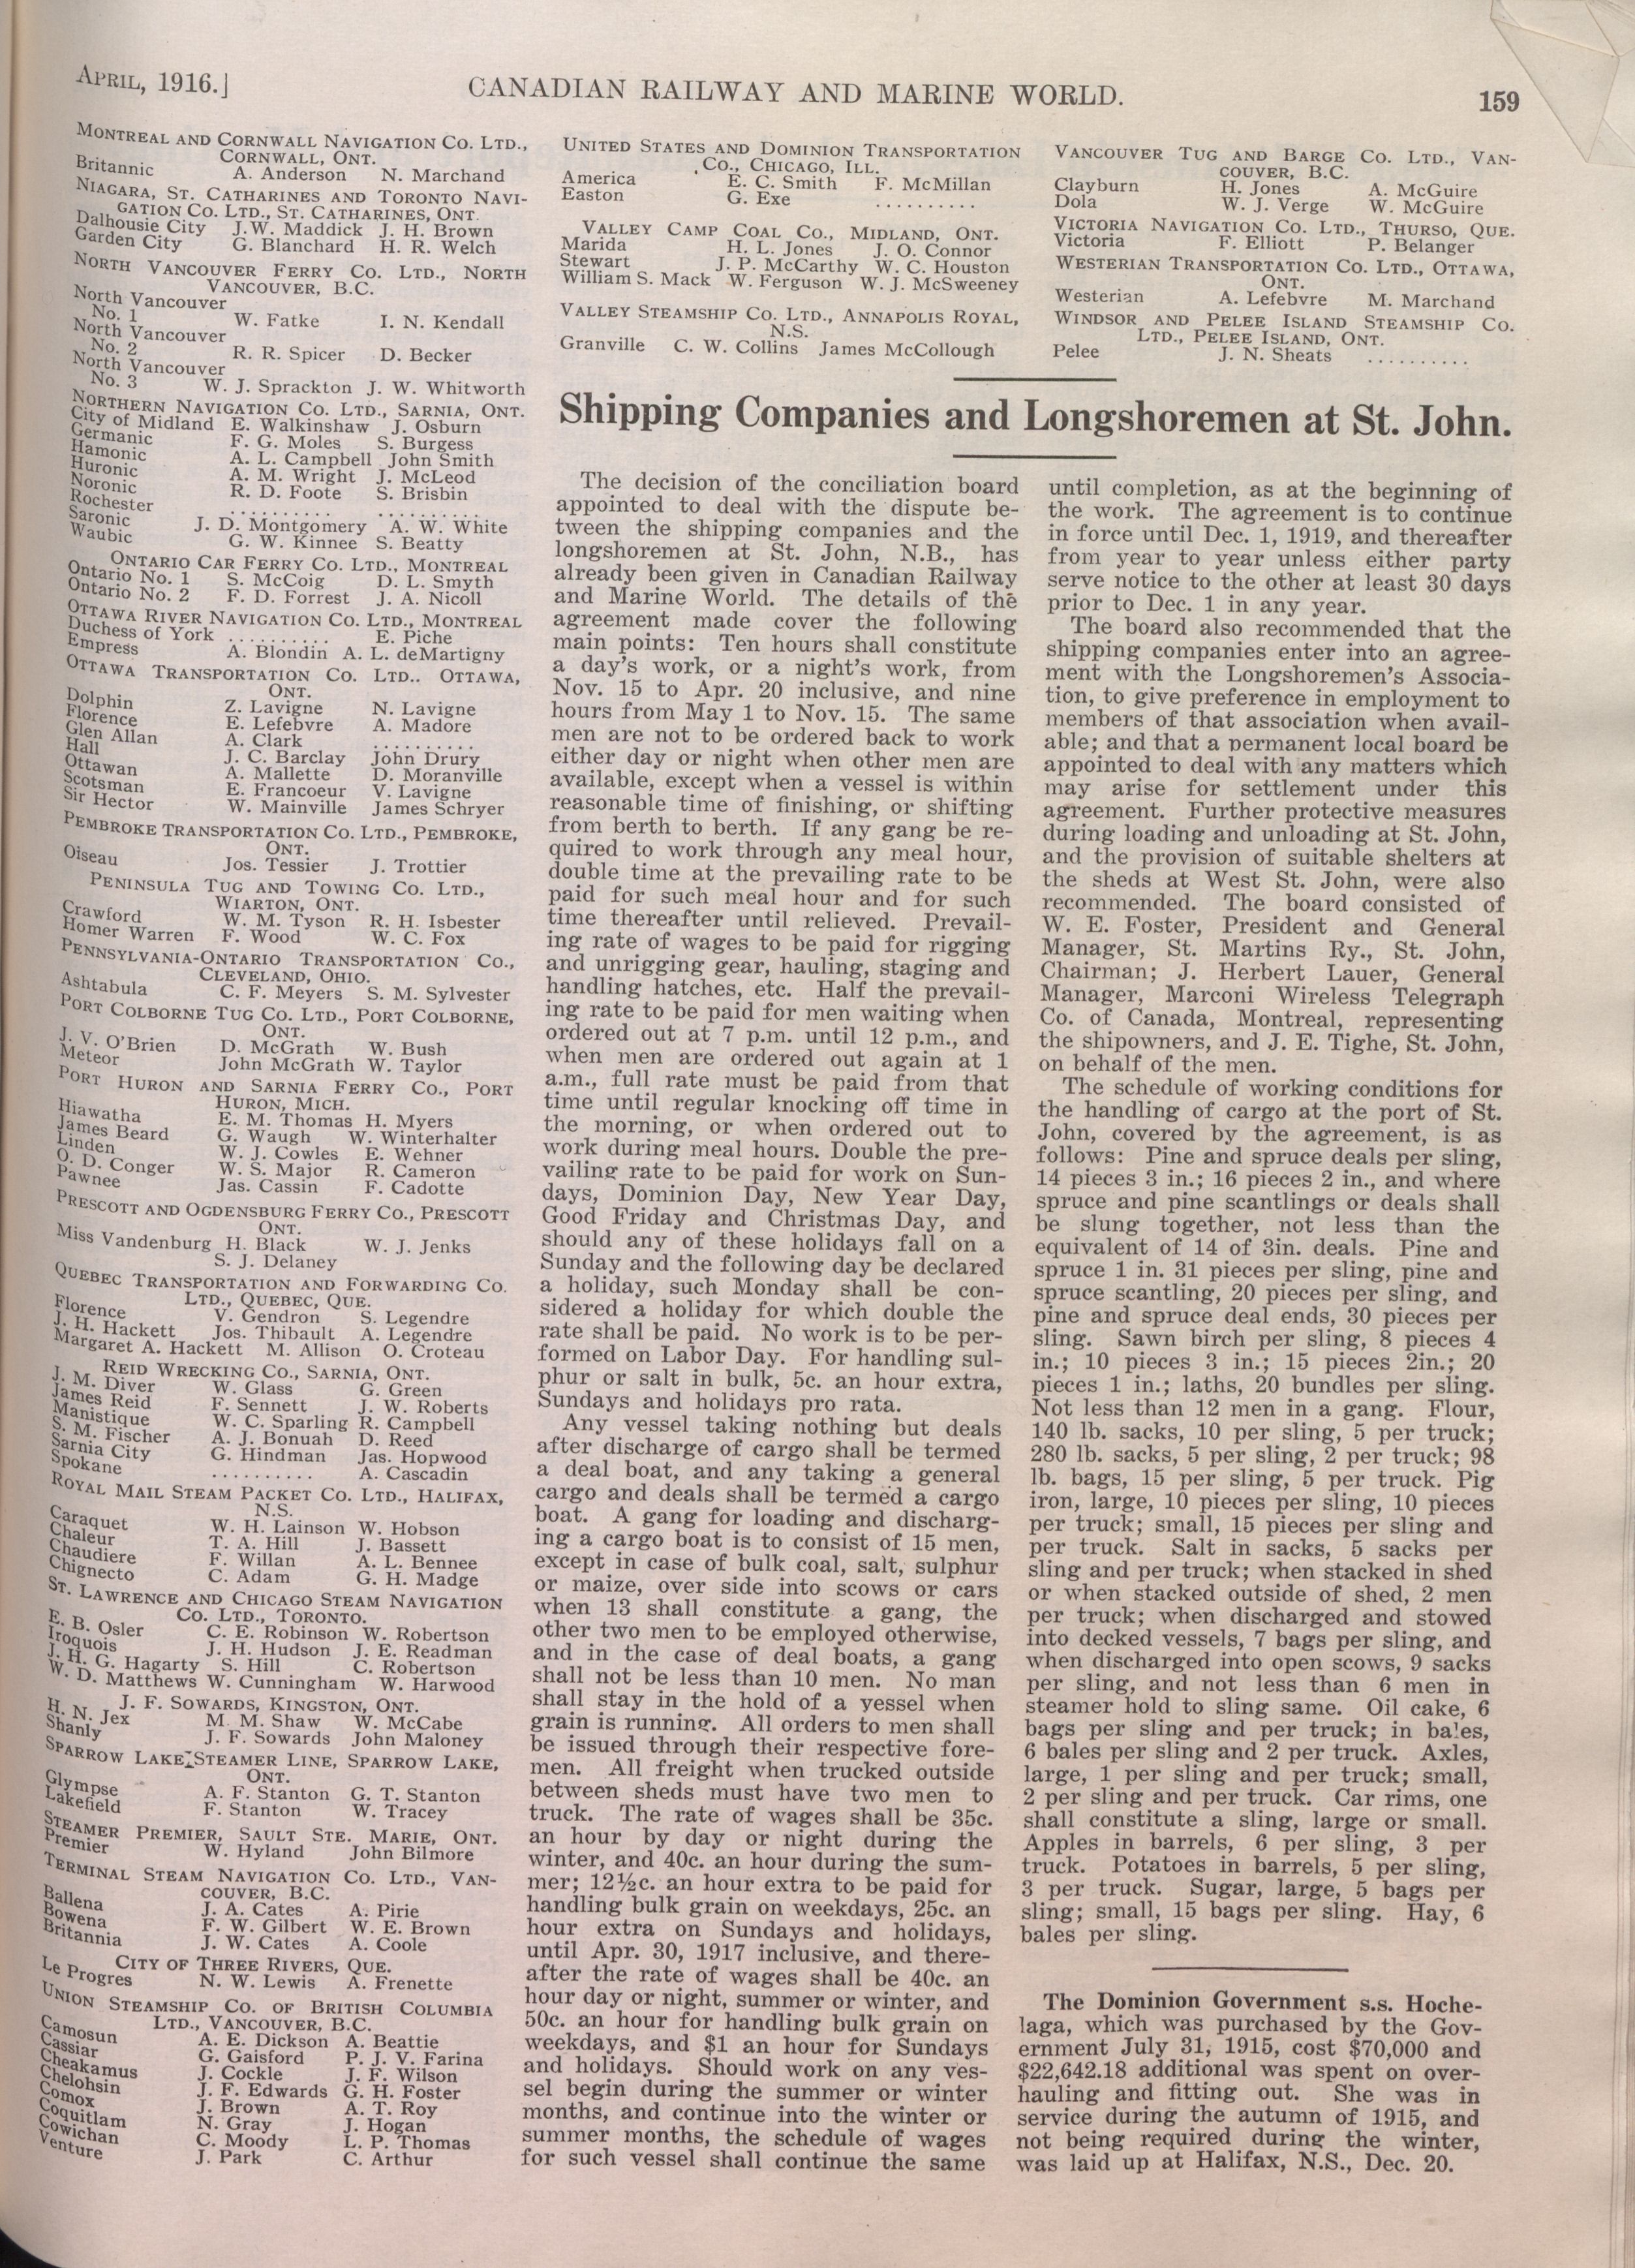 APRIL, 1916.]
CANADIAN RAILWAY AND MARINE WORLD.
159
MONTREAL AND CORNWALL NAVIGATION CO. LTD.,
CORNWALL, ONT.
Britannic A. Anderson N. Marchand
NIAGARA, ST. CATHARINES AND TORONTO NAVI-
GATION CO. LTD., ST. CATHARINES, ONT.
Dalhousie City J.W. Maddick J. H. Brown
Garden City G. Blanchard H. R. Welch
NORTH VANCOUVER FERRY CO. LTD., NORTH
VANCOUVER, B.C.
North Vancouver
No. 1 W. Fatke I. N. Kendall
North Vancouver
No. 2 R. R. Spicer D. Becker
North Vancouver
No. 3 W. J. Sprackton J. W. Whitworth
NORTHERN NAVIGATION CO. LTD., SARNIA, ONT.
City of Midland E. Walkinshaw J. Osburn
Germanic F. G. Moles S. Burgess
Hamonic A. L. Campbell John Smith
Huronic A. M. Wright J. McLeod
Noronic R. D. Foote S. Brisbin
Rochester .......... ..........
Saronic J. D. Montgomery A. W. White
Waubic G. W. Kinnee S. Beatty
ONTARIO CAR FERRY CO. LTD., MONTREAL
Ontario No. 1 S. McCoig D. L. Smyth
Ontario No. 2 F. D. Forrest J. A. Nicoll
OTTAWA RIVER NAVIGATION CO. LTD., MONTREAL
Duchess of York .......... E. Piche
Empress A. Blondin A. L. deMartigny
OTTAWA TRANSPORTATION CO. LTD.. OTTAWA,
ONT.
Dolphin Z. Lavigne N. Lavigne
Florence E. Lefebvre A. Madore
Glen Allan A. Clark ..........
Hall J. C. Barclay John Drury
Ottawan A. Mallette D. Moranville
Scotsman E. Francoeur V. Lavigne
Sir Hector W. Mainville James Schryer
PEMBROKE TRANSPORTATION CO. LTD., PEMBROKE,
ONT.
Oiseau Jos. Tessier J. Trottier
PENINSULA TUG AND TOWING CO. LTD.,
WIARTON, ONT.
Crawford W. M. Tyson R. H. Isbester
Homer Warren F. Wood W. C. Fox
PENNSYLVANIA-ONTARIO TRANSPORTATION CO.,
CLEVELAND, OHIO.
Ashtabula C. F. Meyers S. M. Sylvester
PORT COLBORNE TUG CO. LTD., PORT COLBORNE,
ONT.
J. V. O'Brien D. McGrath W. Bush
Meteor John McGrath W. Taylor
PORT HURON AND SARNIA FERRY CO., PORT
HURON, MICH.
Hiawatha E. M. Thomas H. Myers
James Beard G. Waugh W. Winterhalter
Linden W. J. Cowles E. Wehner
O. D. Conger W. S. Major R. Cameron
Pawnee Jas. Cassin F. Cadotte
PRESCOTT AND OGDENSBURG FERRY CO., PRESCOTT
ONT.
Miss Vandenburg H. Black W. J. Jenks
S. J. Delaney
QUEBEC TRANSPORTATION AND FORWARDING CO.
LTD., QUEBEC, QUE.
Florence V. Gendron S. Legendre
J. H. Hackett Jos. Thibault A. Legendre
Margaret A. Hackett M. Allison O. Croteau
REID WRECKING CO., SARNIA, ONT.
J. M. Diver W. Glass G. Green
James Reid F. Sennett J. W. Roberts
Manistique W. C. Sparling R. Campbell
S. M. Fischer A. J. Bonuah D. Reed
Sarnia City G. Hindman Jas. Hopwood
Spokane .......... A. Cascadin
ROYAL MAIL STEAM PACKET CO. LTD., HALIFAX,
N.S.
Caraquet W. H. Lainson W. Hobson
Chaleur T. A. Hill J. Bassett
Chaudiere F. Willan A. L. Bennee
Chignecto C. Adam G. H. Madge
ST. LAWRENCE AND CHICAGO STEAM NAVIGATION
CO. LTD., TORONTO.
E. B. Osler C. E. Robinson W. Robertson
Iroquois J. H. Hudson J. E. Readman
J. H. G. Hagarty S. Hill C. Robertson
W. D. Matthews W. Cunningham W. Harwood
J. F. SOWARDS, KINGSTON, ONT.
H. N. Jex M. M. Shaw W. McCabe
Shanly J. F. Sowards John Maloney
SPARROW LAKE STEAMER LINE, SPARROW LAKE,
ONT.
Glympse A. F. Stanton G. T. Stanton
Lakefield F. Stanton W. Tracey
STEAMER PREMIER, SAULT STE. MARIE, ONT.
Premier W. Hyland John Bilmore
TERMINAL STEAM NAVIGATION CO. LTD., VAN-
COUVER, B.C.
Ballena J. A. Cates A. Pirie
Bowena F. W. Gilbert W. E. Brown
Britannia J. W. Cates A. Coole
CITY OF THREE RIVERS, QUE.
Le Progres N. W. Lewis A. Frenette
UNION STEAMSHIP CO. OF BRITISH COLUMBIA
LTD., VANCOUVER, B.C.
Camosun A. E. Dickson A. Beattie
Cassiar G. Gaisford P. J. V. Farina
Cheakamus J. Cockle J. F. Wilson
Chelohsin J. F. Edwards G. H. Foster
Comox J. Brown A. T. Roy
Coquitlam N. Gray J. Hogan
Cowichan C. Moody L. P. Thomas
Venture J. Park C. Arthur
UNITED STATES AND DOMINION TRANSPORTATION
CO., CHICAGO, ILL.
America E. C. Smith F. McMillan
Easton G. Exe ..........
VALLEY CAMP COAL CO., MIDLAND, ONT.
Marida H. L. Jones J. O. Connor
Stewart J. P. McCarthy W. C. Houston
William S. Mack W. Ferguson W. J. McSweeney
VALLEY STEAMSHIP CO. LTD., ANNAPOLIS ROYAL,
N.S.
Granville C. W. Collins James McCollough
VANCOUVER TUG AND BARGE CO. LTD., VAN-
COUVER, B.C.
Clayburn H. Jones A. McGuire
Dola W. J. Verge W. McGuire
VICTORIA NAVIGATION CO. LTD., THURSO, QUE.
Victoria F. Elliott P. Belanger
WESTERIAN TRANSPORTATION CO. LTD., OTTAWA,
ONT.
Westerian A. Lefebvre M. Marchand
WINDSOR AND PELEE ISLAND STEAMSHIP CO.
LTD., PELEE ISLAND, ONT.
Pelee J. N. Sheats ..........
Shipping Companies and Longshoremen at St. John.
The decision of the conciliation board
appointed to deal with the dispute be-
tween the shipping companies and the
longshoremen at St. John, N.B., has
already been given in Canadian Railway
and Marine World. The details of the
agreement made cover the following
main points: Ten hours shall constitute
a day's work, or a night's work, from
Nov. 15 to Apr. 20 inclusive, and nine
hours from May 1 to Nov. 15. The same
men are not to be ordered back to work
either day or night when other men are
available, except when a vessel is within
reasonable time of finishing, or shifting
from berth to berth. If any gang be re-
quired to work through any meal hour,
double time at the prevailing rate to be
paid for such meal hour and for such
time thereafter until relieved. Prevail-
ing rate of wages to be paid for rigging
and unrigging gear, hauling, staging and
handling hatches, etc. Half the prevail-
ing rate to be paid for men waiting when
ordered out at 7 p.m. until 12 p.m., and
when men are ordered out again at 1
a.m., full rate must be paid from that
time until regular knocking off time in
the morning, or when ordered out to
work during meal hours. Double the pre-
vailing rate to be paid for work on Sun-
days, Dominion Day, New Year Day,
Good Friday and Christmas Day, and
should any of these holidays fall on a
Sunday and the following day be declared
a holiday, such Monday shall be con-
sidered a holiday for which double the
rate shall be paid. No work is to be per-
formed on Labor Day. For handling sul-
phur or salt in bulk, 5c. an hour extra,
Sundays and holidays pro rata.
Any vessel taking nothing but deals
after discharge of cargo shall be termed
a deal boat, and any taking a general
cargo and deals shall be termed a cargo
boat. A gang for loading and discharg-
ing a cargo boat is to consist of 15 men,
except in case of bulk coal, salt, sulphur
or maize, over side into scows or cars
when 13 shall constitute a gang, the
other two men to be employed otherwise,
and in the case of deal boats, a gang
shall not be less than 10 men. No man
shall stay in the hold of a yessel when
grain is running. All orders to men shall
be issued through their respective fore-
men. All freight when trucked outside
between sheds must have two men to
truck. The rate of wages shall be 35c.
an hour by day or night during the
winter, and 40c. an hour during the sum-
mer; 12½c. an hour extra to be paid for
handling bulk grain on weekdays, 25c. an
hour extra on Sundays and holidays,
until Apr. 30, 1917 inclusive, and there-
after the rate of wages shall be 40c. an
hour day or night, summer or winter, and
50c. an hour for handling bulk grain on
weekdays, and $1 an hour for Sundays
and holidays. Should work on any ves-
sel begin during the summer or winter
months, and continue into the winter or
summer months, the schedule of wages
for such vessel shall continue the same
until completion, as at the beginning of
the work. The agreement is to continue
in force until Dec. 1, 1919, and thereafter
from year to year unless either party
serve notice to the other at least 30 days
prior to Dec. 1 in any year.
The board also recommended that the
shipping companies enter into an agree-
ment with the Longshoremen's Associa-
tion, to give preference in employment to
members of that association when avail-
able; and that a permanent local board be
appointed to deal with any matters which
may arise for settlement under this
agreement. Further protective measures
during loading and unloading at St. John,
and the provision of suitable shelters at
the sheds at West St. John, were also
recommended. The board consisted of
W. E. Foster, President and General
Manager, St. Martins Ry., St. John,
Chairman; J. Herbert Lauer, General
Manager, Marconi Wireless Telegraph
Co. of Canada, Montreal, representing
the shipowners, and J. E. Tighe, St. John,
on behalf of the men.
The schedule of working conditions for
the handling of cargo at the port of St.
John, covered by the agreement, is as
follows: Pine and spruce deals per sling,
14 pieces 3 in.; 16 pieces 2 in., and where
spruce and pine scantlings or deals shall
be slung together, not less than the
equivalent of 14 of 3in. deals. Pine and
spruce 1 in. 31 pieces per sling, pine and
spruce scantling, 20 pieces per sling, and
pine and spruce deal ends, 30 pieces per
sling. Sawn birch per sling, 8 pieces 4
in.; 10 pieces 3 in.; 15 pieces 2in.; 20
pieces 1 in.; laths, 20 bundles per sling.
Not less than 12 men in a gang. Flour,
140 lb. sacks, 10 per sling, 5 per truck;
280 lb. sacks, 5 per sling, 2 per truck; 98
lb. bags, 15 per sling, 5 per truck. Pig
iron, large, 10 pieces per sling, 10 pieces
per truck; small, 15 pieces per sling and
per truck. Salt in sacks, 5 sacks per
sling and per truck; when stacked in shed
or when stacked outside of shed, 2 men
per truck; when discharged and stowed
into decked vessels, 7 bags per sling, and
when discharged into open scows, 9 sacks
per sling, and not less than 6 men in
steamer hold to sling same. Oil cake, 6
bags per sling and per truck; in bales,
6 bales per sling and 2 per truck. Axles,
large, 1 per sling and per truck; small,
2 per sling and per truck. Car rims, one
shall constitute a sling, large or small.
Apples in barrels, 6 per sling, 3 per
truck. Potatoes in barrels, 5 per sling,
3 per truck. Sugar, large, 5 bags per
sling; small, 15 bags per sling. Hay, 6
bales per sling.
The Dominion Government s.s. Hoche-
laga, which was purchased by the Gov-
ernment July 31, 1915, cost $70,000 and
$22,642.18 additional was spent on over-
hauling and fitting out. She was in
service during the autumn of 1915, and
not being required during the winter,
was laid up at Halifax, N.S., Dec. 20.